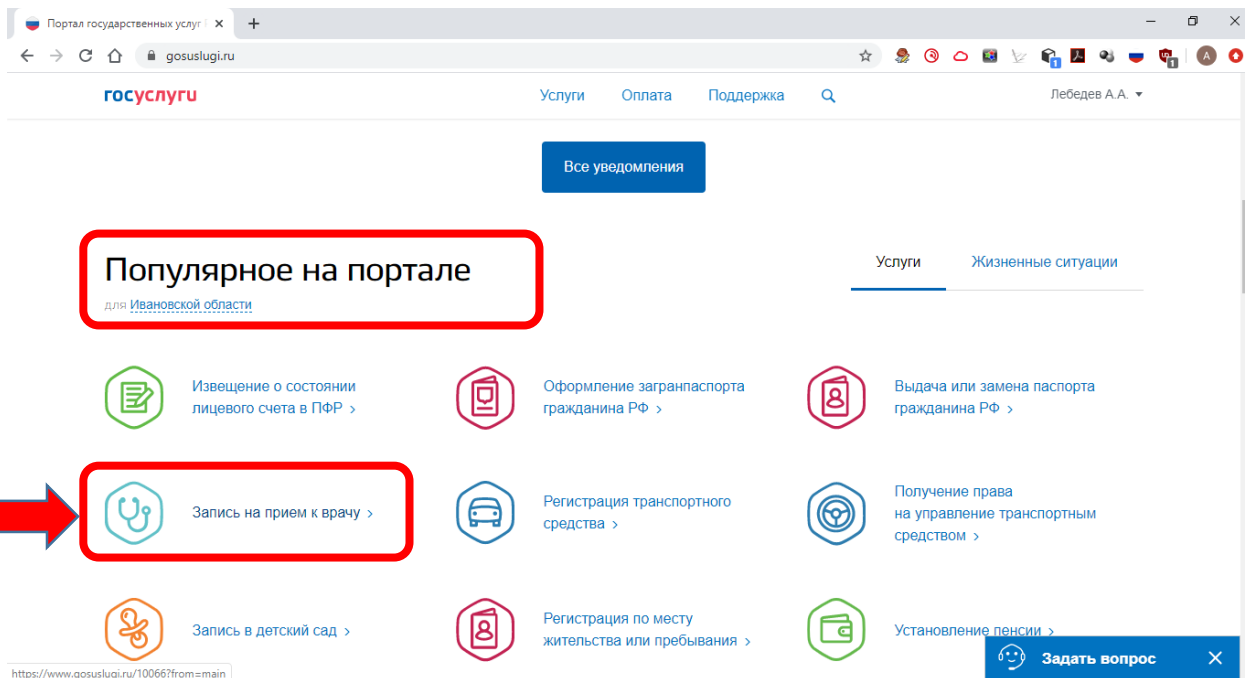 Портал государственных услуг
gosuslugi.ru
госуслуги Услуги Оплата Поддержка Лебедев А.А.
Все уведомления
Популярное на портале
для Ивановской области
Услуги Жизненные ситуации
Извещение о состоянии
лицевого счета в ПФР >
Оформление загранпаспорта
гражданина РФ >
Выдача или замена паспорта
гражданина РФ >
Запись на прием к врачу >
Регистрация транспортного
средства >
Получение права
на управление транспортным
средством >
Запись в детский сад >
Регистрация по месту
жительства или пребывания >
Установление пенсии >
Задать вопрос
https://www.gosuslugi.ru/10066?from=main